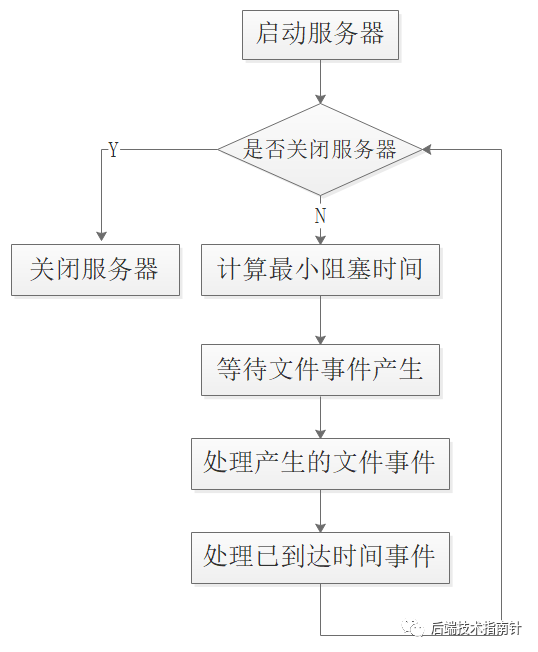 启动服务器
是否关闭服务器
Y
N
关闭服务器
计算最小阻塞时间
等待文件事件产生
处理产生的文件事件
处理已到达时间事件
后端技术指南针